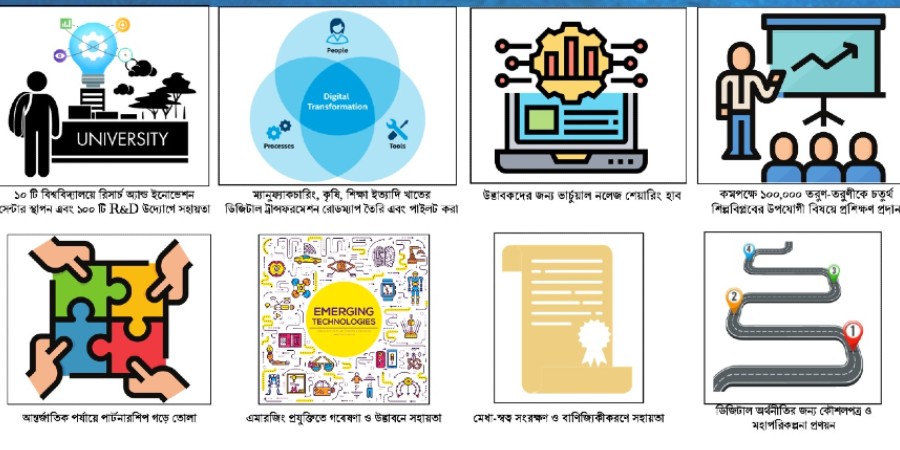 UNIVERSITY
১০ টি বিশ্ববিদ্যালয়ে রিসার্চ অ্যান্ড ইনোভেশন
সেন্টার স্থাপন এবং ১০০ টি R&D উদ্যোগে সহায়তা
People
Digital
Transformation
Processes
Tools
ম্যানুফ্যাকচারিং, কৃষি, শিক্ষা ইত্যাদি খাতের
ডিজিটাল ট্রান্সফরমেশন রোডম্যাপ তৈরি এবং পাইলট করা
উদ্ভাবকদের জন্য ভার্চুয়াল নলেজ শেয়ারিং হাব
কমপক্ষে ১০০,০০০ তরুণ-তরুণীকে চতুর্থ
শিল্পবিপ্লবের উপযোগী বিষয়ে প্রশিক্ষণ প্রদান
আন্তর্জাতিক পর্যায়ে পার্টনারশিপ গড়ে তোলা
EMERGING
TECHNOLOGIES
এমারজিং প্রযুক্তিতে গবেষণা ও উদ্ভাবনে সহায়তা
মেধা-স্বত্ব সংরক্ষণ ও বাণিজ্যিকীকরণে সহায়তা
4
3
2
1
ডিজিটাল অর্থনীতির জন্য কৌশলপত্র ও
মহাপরিকল্পনা প্রণয়ন